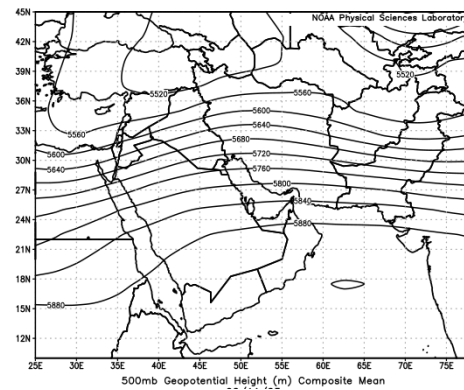 NOAA Physical Sciences Laborator
45N
42N
39N
36N
33N
30N
27N
24N
21N
18N
15N
12N
5520
5520
5560
5560
5600
5600
5640
5640
5680
5720
5760
5800
5840
5880
5880
25E 30E 35E 40E 45E 50E 55E 60E 65E 70E 75E
500mb Geopotential Height (m) Composite Mean